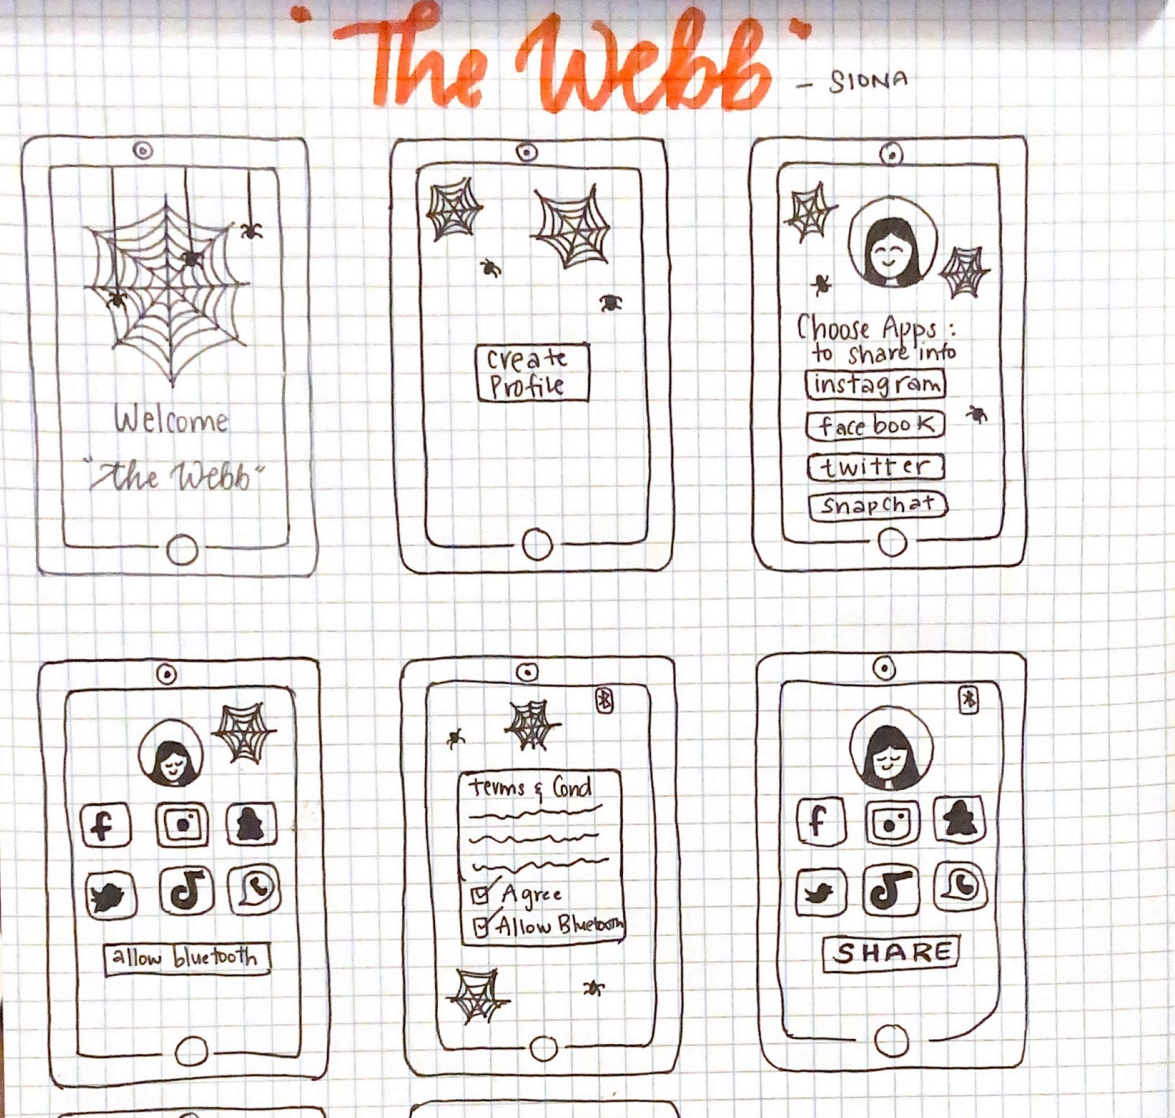 "The Webb"
- SIONA
Welcome
"The Webb"
create
Profile
Choose Apps :
to share into
instagram
facebook
twitter
snapchat
f
allow bluetooth
terms & Cond
Agree
Allow Bluetooth
f
SHARE